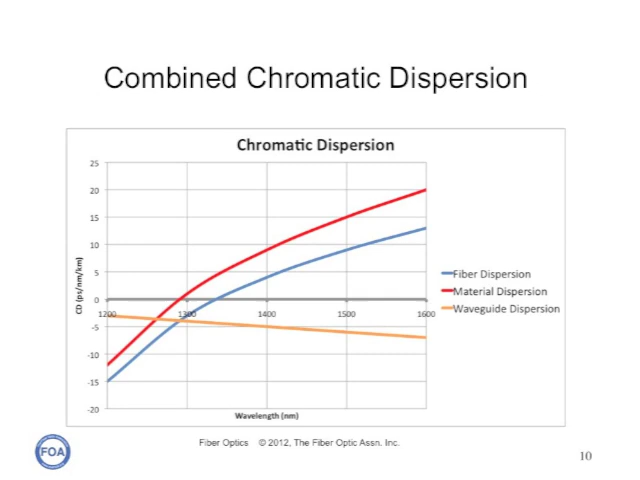 Combined Chromatic Dispersion
Chromatic Dispersion
25
20
15
10
5
0
-5
-10
-15
-20
CD (ps/nm/km)
1200 1300 1400 1500 1600
Wavelength (nm)
Fiber Dispersion
Material Dispersion
Waveguide Dispersion
FOA
Fiber Optics © 2012, The Fiber Optic Assn. Inc.
10